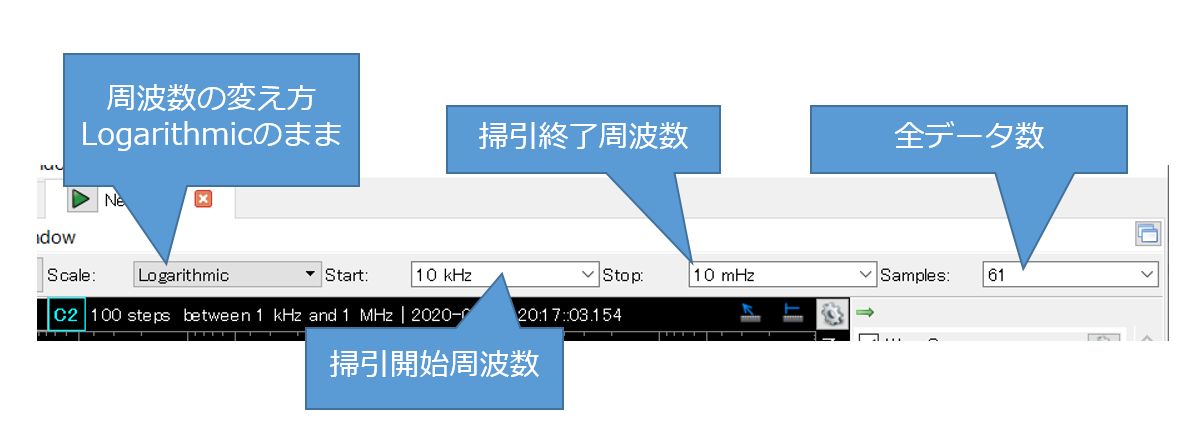 周波数の変え方
Logarithmicのまま
掃引終了周波数
全データ数
Scale:
Logarithmic
Start:
10 kHz
Stop:
10 mHz
Samples:
61
C2 100 steps between 1 kHz and 1 MHz | 2020-0 20:17::03.154
掃引開始周波数